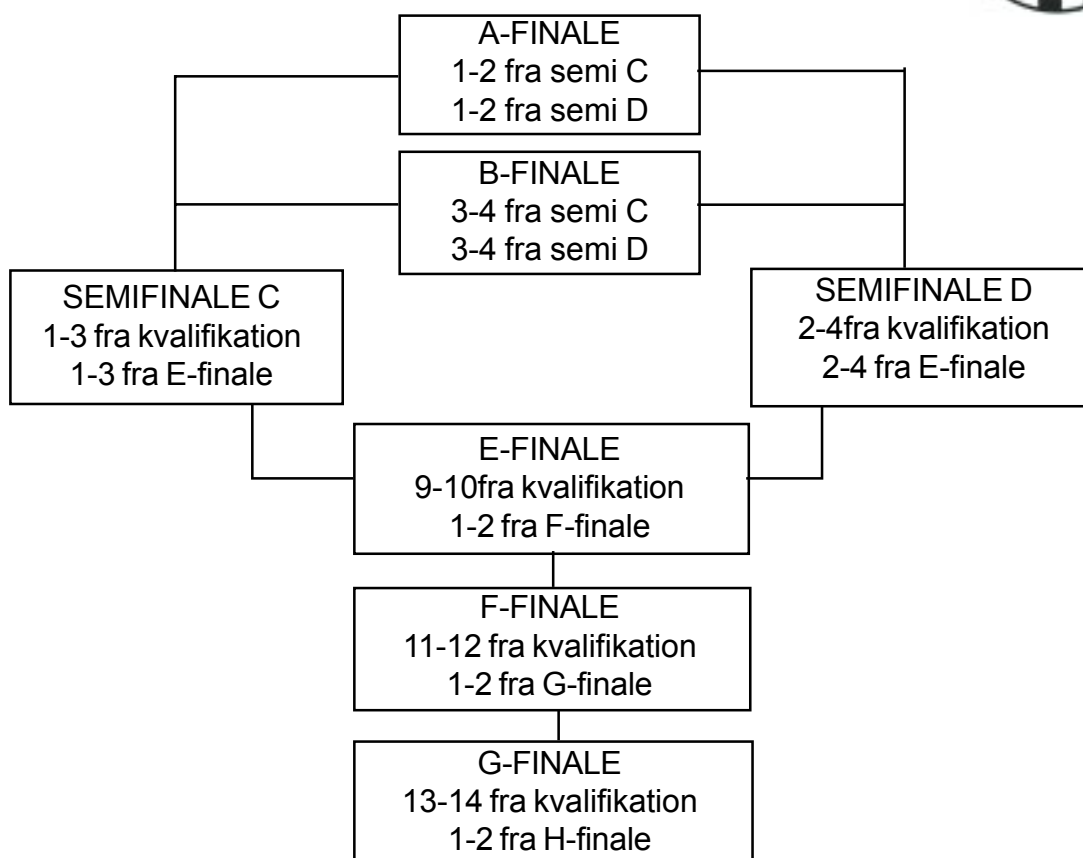 A-FINALE
1-2 fra semi C
1-2 fra semi D
B-FINALE
3-4 fra semi C
3-4 fra semi D
SEMIFINALE C
1-3 fra kvalifikation
1-3 fra E-finale
SEMIFINALE D
2-4fra kvalifikation
2-4 fra E-finale
E-FINALE
9-10fra kvalifikation
1-2 fra F-finale
F-FINALE
11-12 fra kvalifikation
1-2 fra G-finale
G-FINALE
13-14 fra kvalifikation
1-2 fra H-finale